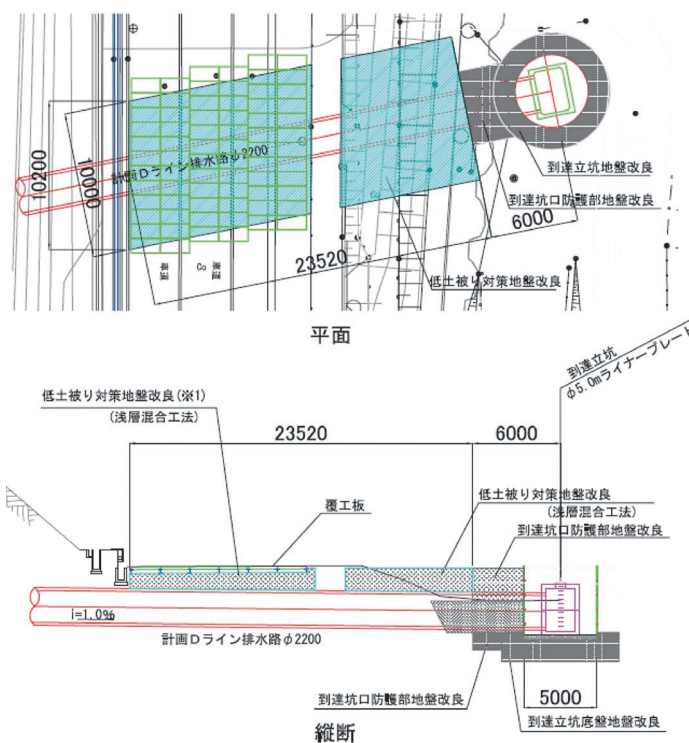 10200
10000
計画Dライン排水路φ2200
Co
到達立坑地盤改良
到達坑口防護部地盤改良
6000
23520
低土被り対策地盤改良
平面
到達立坑
φ5.0mライナープレート
低土被り対策地盤改良(※1)
(浅層混合工法)
23520
6000
低土被り対策地盤改良
(浅層混合工法)
覆工板
到達坑口防護部地盤改良
i=1.0%
計画Dライン排水路φ2200
到達坑口防護部地盤改良
5000
到達立坑底盤地盤改良
縦断